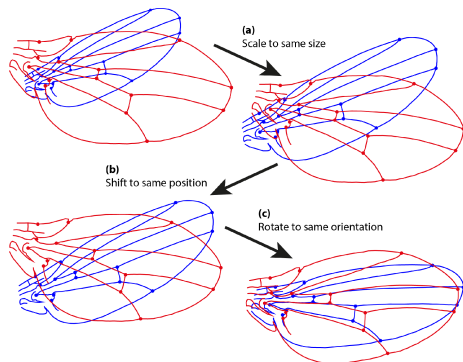 (a)
Scale to same size
(b)
Shift to same position
(c)
Rotate to same orientation